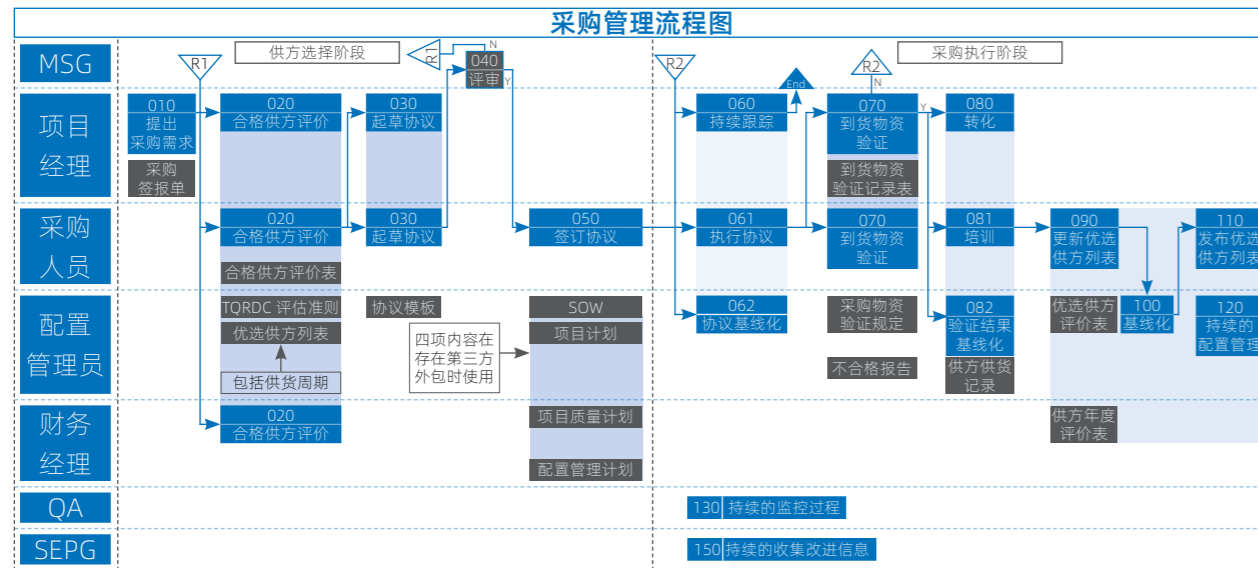 采购管理流程图
MSG
R1
供方选择阶段
R1
N
040
评审
Y
R2
R2
N
采购执行阶段
End
项目
经理
010
提出
采购需求
采购
签报单
020
合格供方评价
030
起草协议
060
持续跟踪
070
到货物资
验证
到货物资
验证记录表
Y
080
转化
采购
人员
020
合格供方评价
合格供方评价表
030
起草协议
050
签订协议
061
执行协议
070
到货物资
验证
081
培训
090
更新优选
供方列表
110
发布优选
供方列表
配置
管理员
TQRDC 评估准则
优选供方列表
包括供货周期
协议模板
四项内容在
存在第三方
外包时使用
SOW
项目计划
062
协议基线化
采购物资
验证规定
不合格报告
082
验证结果
基线化
供方供货
记录
优选供方
评价表
100
基线化
120
持续的
配置管理
财务
经理
020
合格供方评价
项目质量计划
配置管理计划
供方年度
评价表
QA
130 持续的监控过程
SEPG
150 持续的收集改进信息